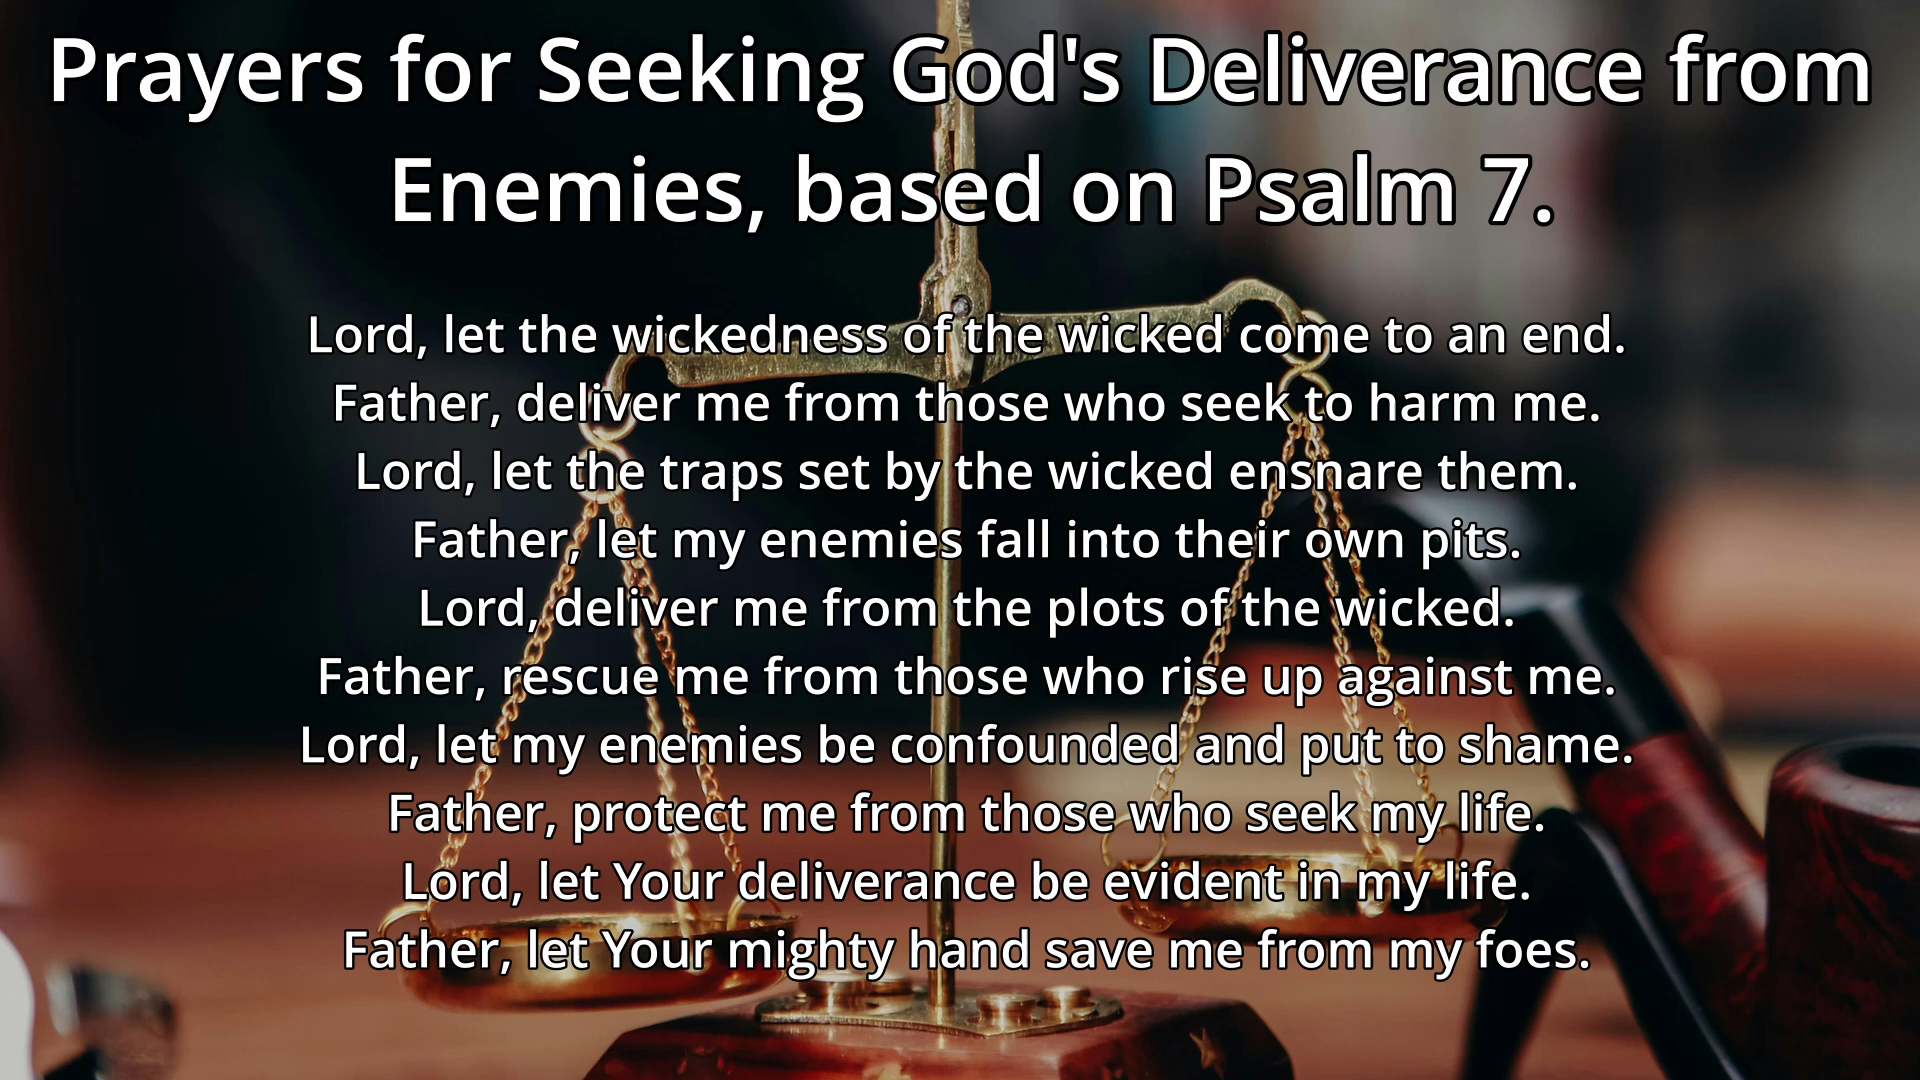 Prayers for Seeking God's Deliverance from
Enemies, based on Psalm 7.
Lord, let the wickedness of the wicked come to an end.
Father, deliver me from those who seek to harm me.
Lord, let the traps set by the wicked ensnare them.
Father, let my enemies fall into their own pits.
Lord, deliver me from the plots of the wicked.
Father, rescue me from those who rise up against me.
Lord, let my enemies be confounded and put to shame.
Father, protect me from those who seek my life.
Lord, let Your deliverance be evident in my life.
Father, let Your mighty hand save me from my foes.